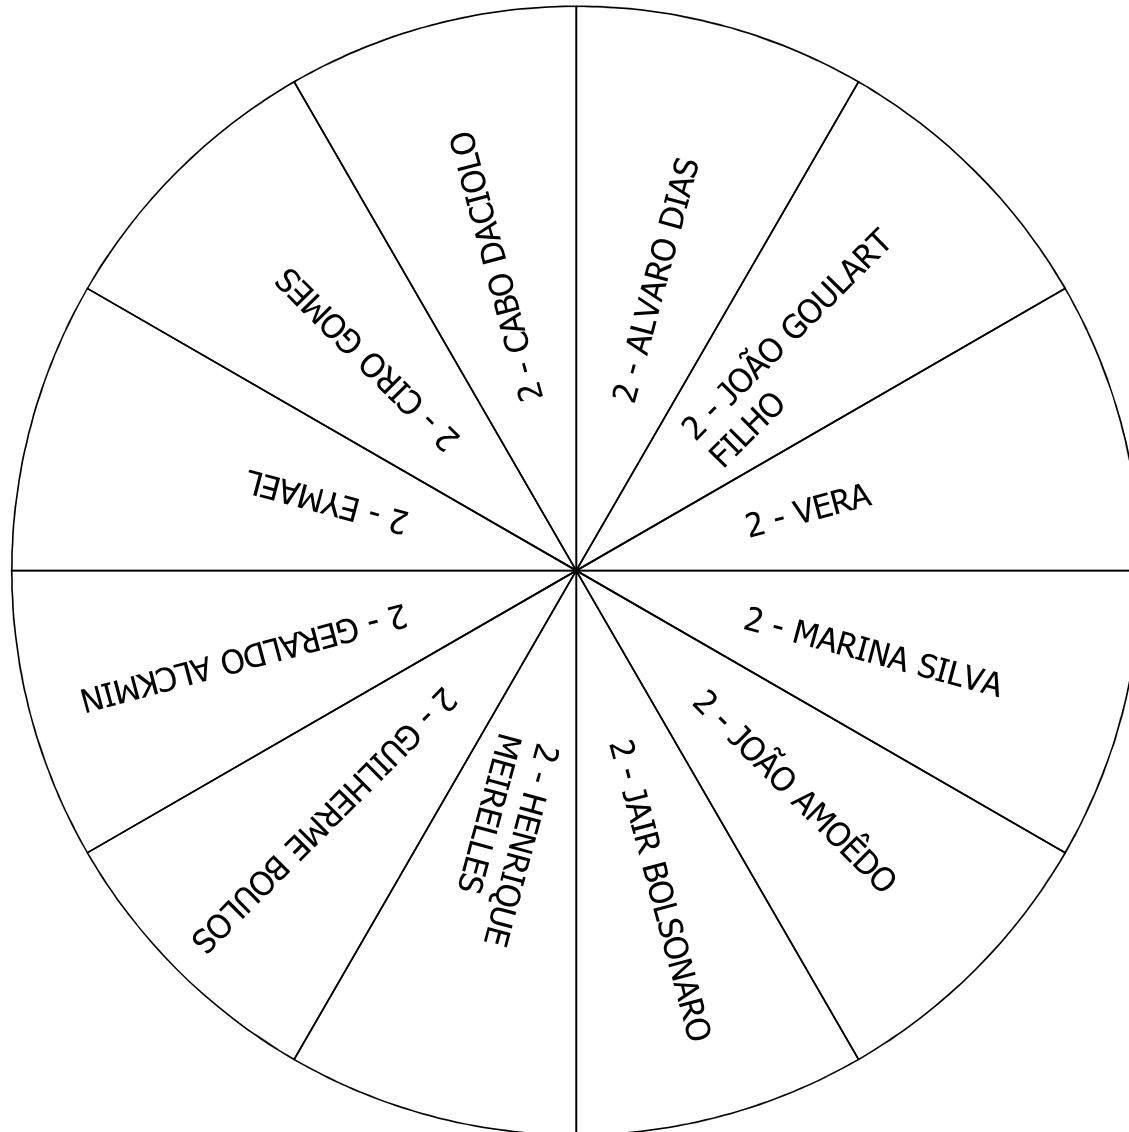 2 - ALVARO DIAS
2 - JOÃO GOULART
FILHO
2 - VERA
2 - MARINA SILVA
2 - JOÃO AMOÊDO
2 - JAIR BOLSONARO
2 - HENRIQUE
MEIRELLES
2 - GUILHERME BOULOS
2 - GERALDO ALCKMIN
2 - EYMAEL
2 - CIRO GOMES
2 - CABO DACIOLO